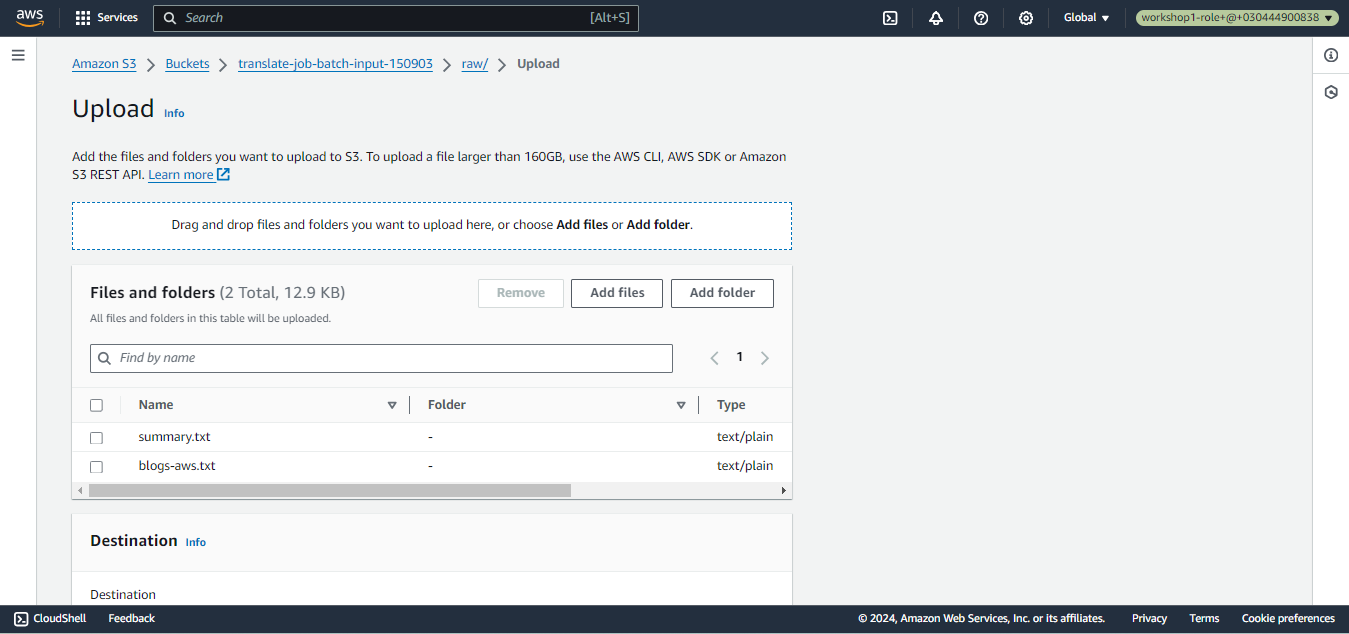 aws Services Search [Alt+S] Global workshop1-role+@+030444900838
Amazon S3 Buckets translate-job-batch-input-150903 raw/ Upload
Upload Info
Add the files and folders you want to upload to S3. To upload a file larger than 160GB, use the AWS CLI, AWS SDK or Amazon
S3 REST API. Learn more
Drag and drop files and folders you want to upload here, or choose Add files or Add folder.
Files and folders (2 Total, 12.9 KB) Remove Add files Add folder
All files and folders in this table will be uploaded.
Find by name 1
Name Folder Type
summary.txt - text/plain
blogs-aws.txt - text/plain
Destination Info
Destination
CloudShell Feedback © 2024, Amazon Web Services, Inc. or its affiliates. Privacy Terms Cookie preferences